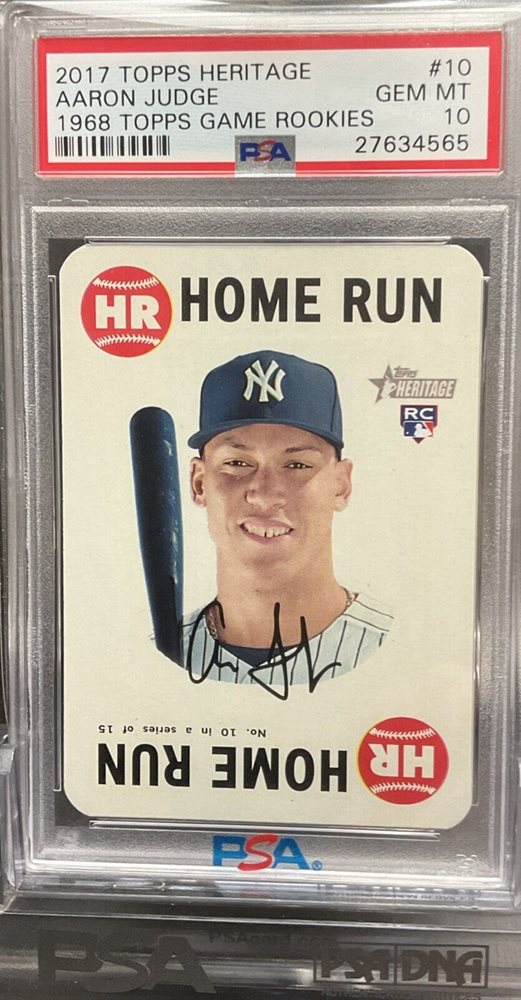 2017 TOPPS HERITAGE #10
AARON JUDGE GEM MT
1968 TOPPS GAME ROOKIES 10
PSA 27634565
HR HOME RUN
NY
Topps
HERITAGE
RC
No. 10 in a series of 15
HOME RUN HR
PSA®
PSA PSA DNA